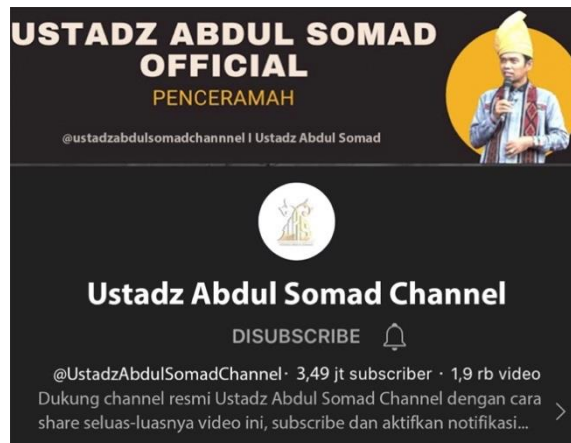 USTADZ ABDUL SOMAD
OFFICIAL
PENCERAMAH
@ustadzabdulsomadchannnel I Ustadz Abdul Somad
Ustadz Abdul Somad Channel
DISUBSCRIBE
@UstadzAbdulSomadChannel· 3,49 jt subscriber · 1,9 rb video
Dukung channel resmi Ustadz Abdul Somad Channel dengan cara
share seluas-luasnya video ini, subscribe dan aktifkan notifikasi...